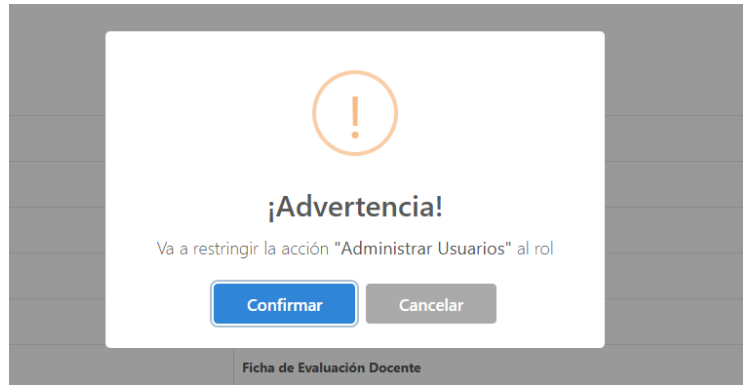 !
¡Advertencia!
Va a restringir la acción "Administrar Usuarios" al rol
Confirmar
Cancelar
Ficha de Evaluación Docente